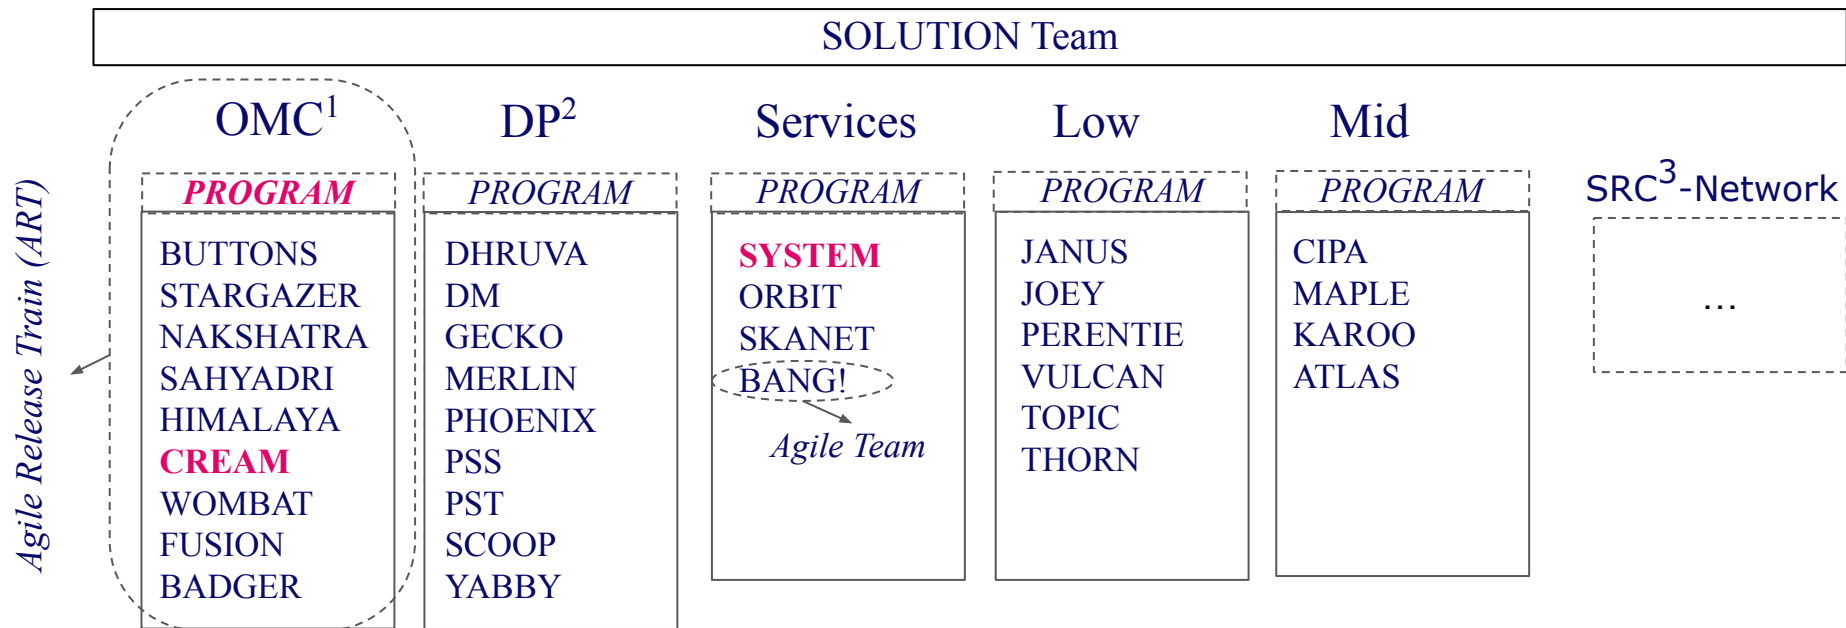 SOLUTION Team
Agile Release Train (ART)
OMC¹
PROGRAM
BUTTONS
STARGAZER
NAKSHATRA
SAHYADRI
HIMALAYA
CREAM
WOMBAT
FUSION
BADGER
DP²
PROGRAM
DHRUVA
DM
GECKO
MERLIN
PHOENIX
PSS
PST
SCOOP
YABBY
Services
PROGRAM
SYSTEM
ORBIT
SKANET
BANG!
Agile Team
Low
PROGRAM
JANUS
JOEY
PERENTIE
VULCAN
TOPIC
THORN
Mid
PROGRAM
CIPA
MAPLE
KAROO
ATLAS
SRC³-Network
...